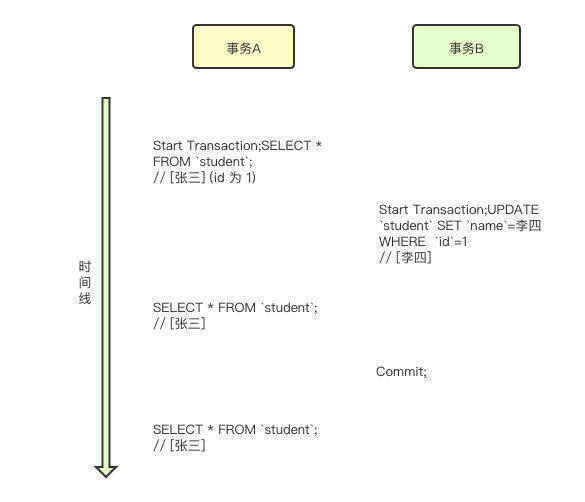 事务A
事务B
Start Transaction;SELECT *
FROM `student`;
// [张三] (id 为 1)
Start Transaction;UPDATE
`student` SET `name`=李四
WHERE  `id`=1
// [李四]
时
间
线
SELECT * FROM `student`;
// [张三]
Commit;
SELECT * FROM `student`;
// [张三]